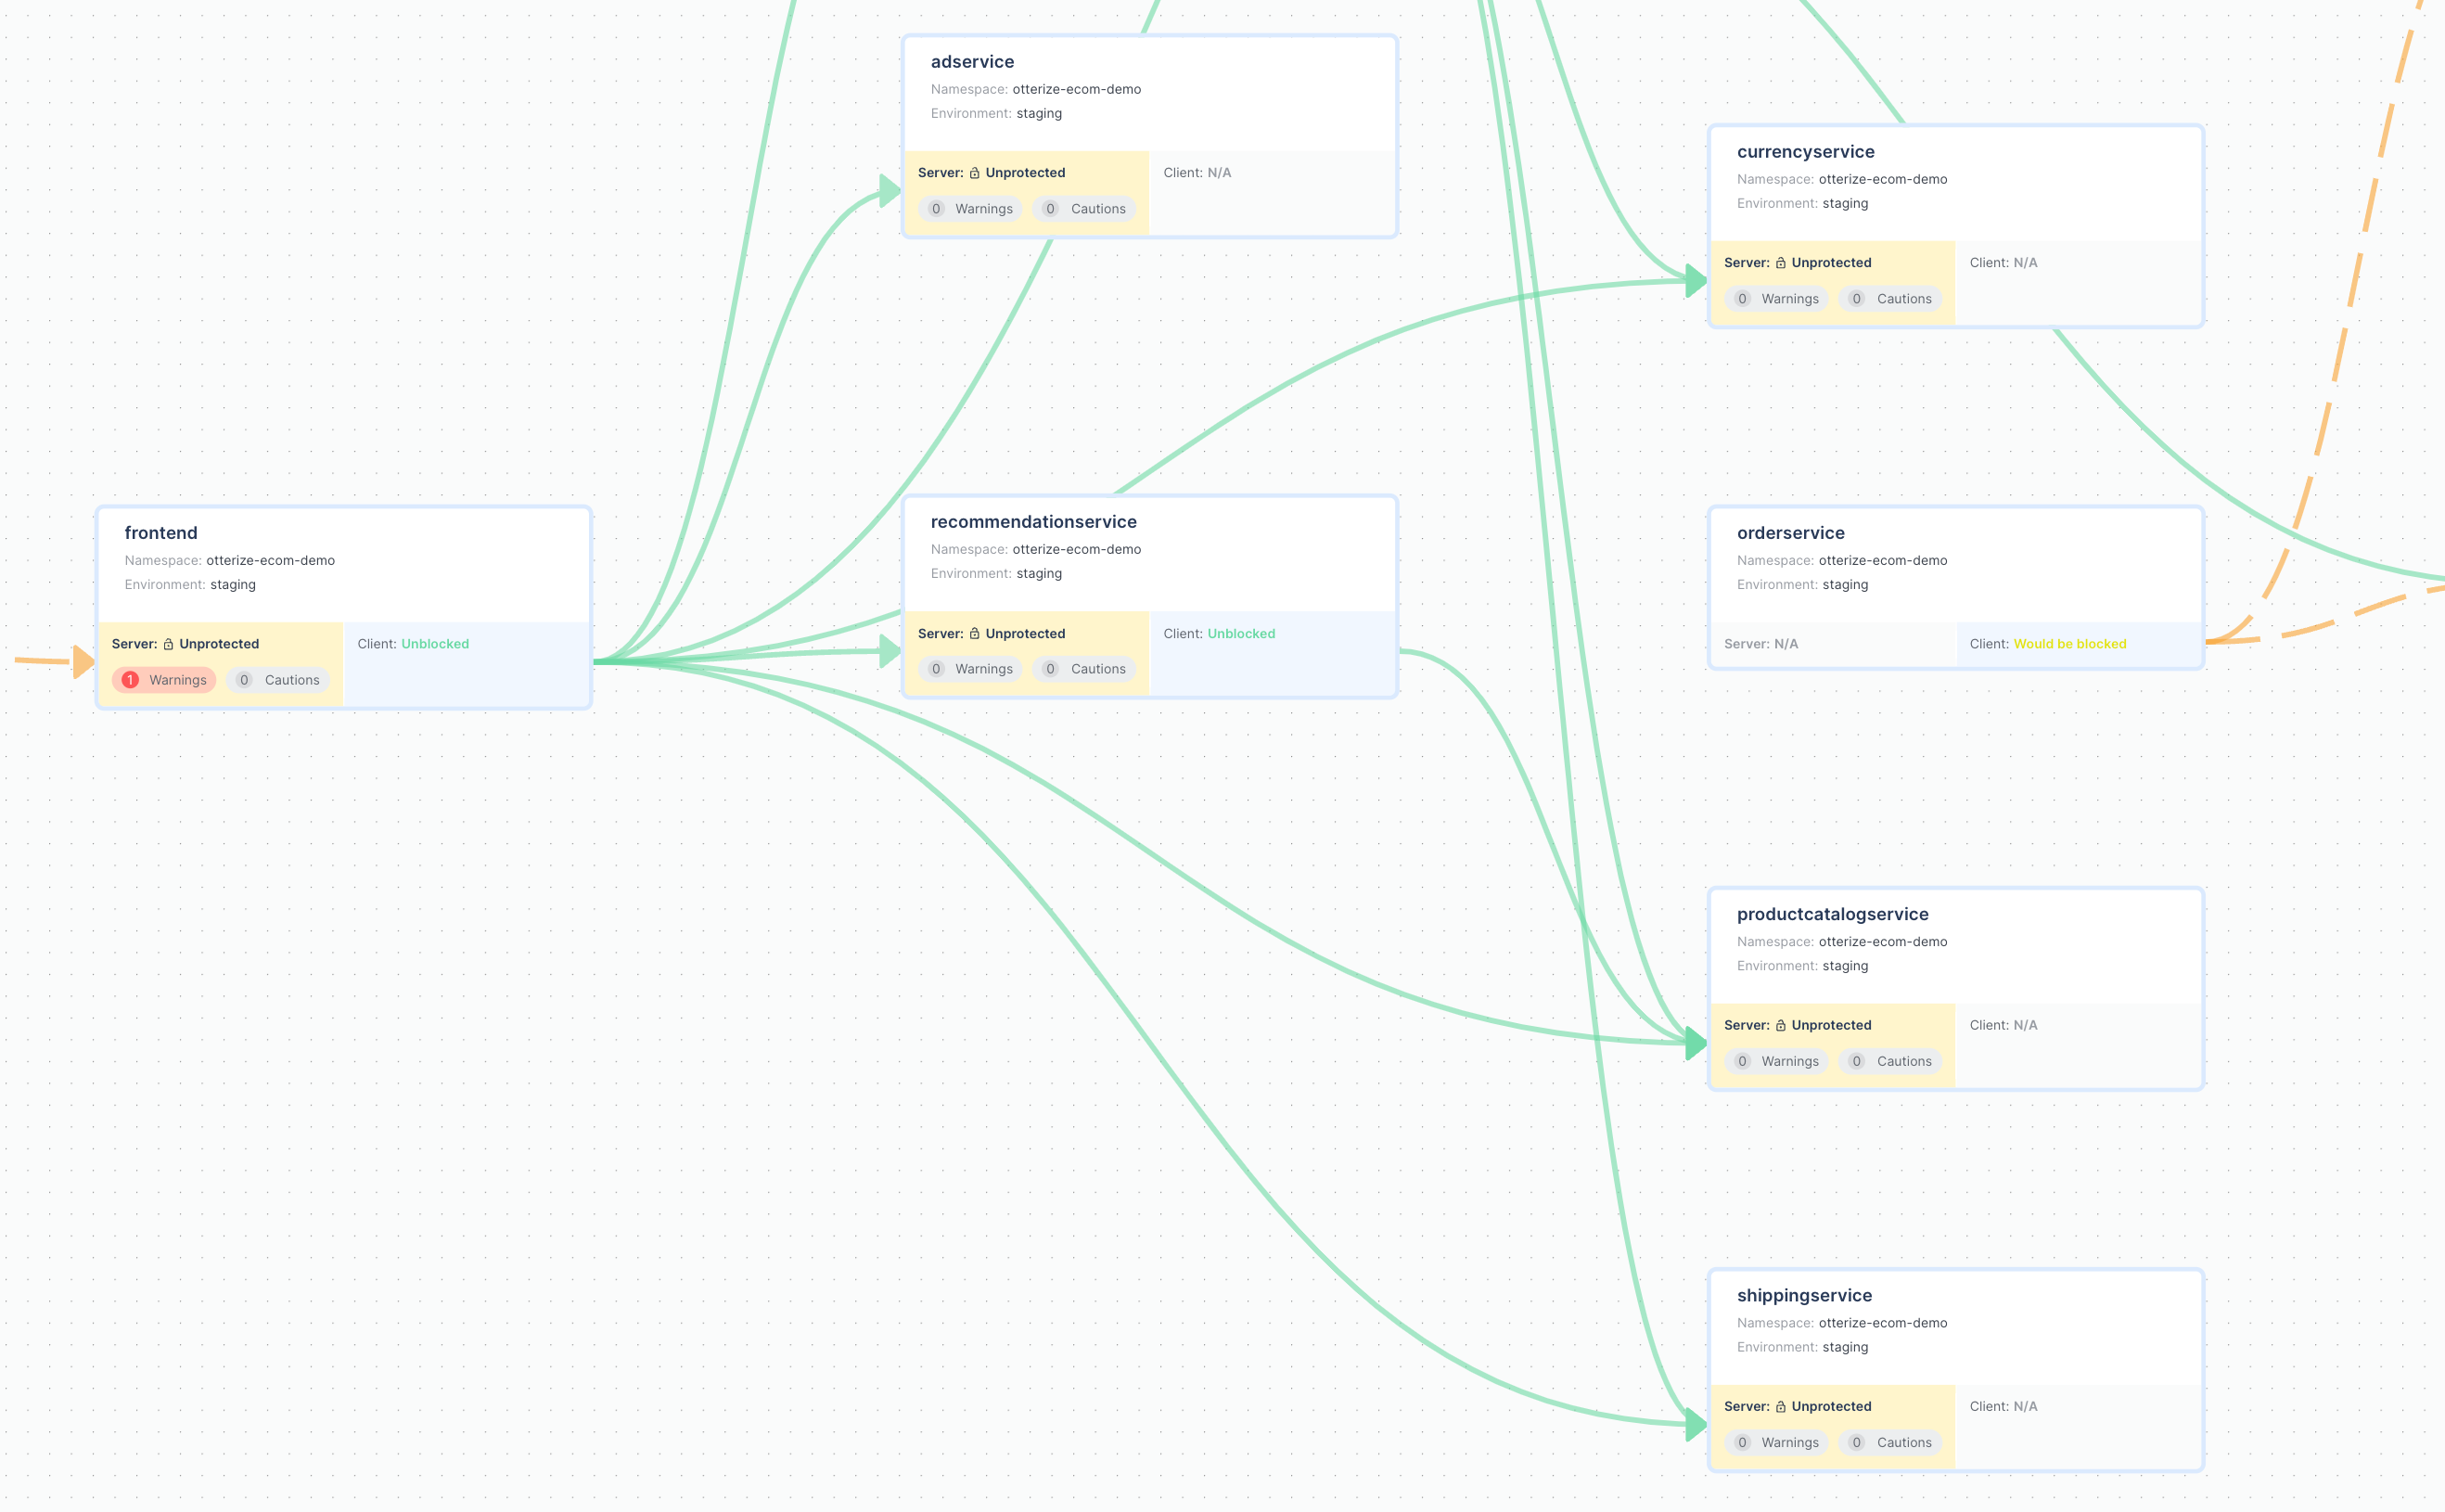 adservice
Namespace: otterize-ecom-demo
Environment: staging
Server: Unprotected
Client: N/A
0 Warnings
0 Cautions
currencyservice
Namespace: otterize-ecom-demo
Environment: staging
Server: Unprotected
Client: N/A
0 Warnings
0 Cautions
frontend
Namespace: otterize-ecom-demo
Environment: staging
Server: Unprotected
Client: Unblocked
1 Warnings
0 Cautions
recommendationservice
Namespace: otterize-ecom-demo
Environment: staging
Server: Unprotected
Client: Unblocked
0 Warnings
0 Cautions
orderservice
Namespace: otterize-ecom-demo
Environment: staging
Server: N/A
Client: Would be blocked
productcatalogservice
Namespace: otterize-ecom-demo
Environment: staging
Server: Unprotected
Client: N/A
0 Warnings
0 Cautions
shippingservice
Namespace: otterize-ecom-demo
Environment: staging
Server: Unprotected
Client: N/A
0 Warnings
0 Cautions